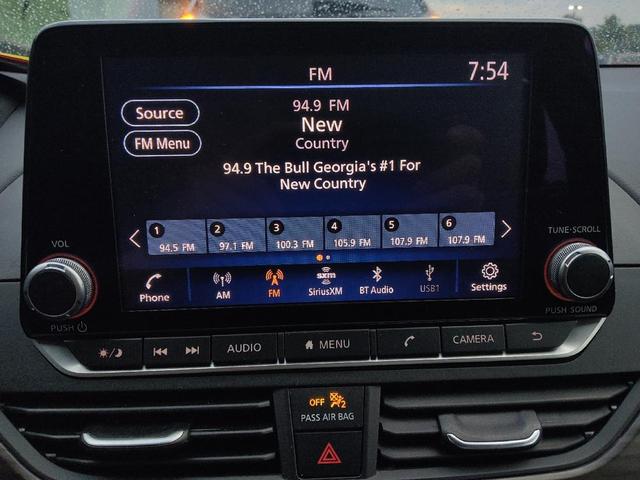 FM 7:54
Source
FM Menu
94.9 FM
New
Country
94.9 The Bull Georgia's #1 For
New Country
1 2 3 4 5 6
94.5 FM 97.1 FM 100.3 FM 105.9 FM 107.9 FM 107.9 FM
Phone AM FM SiriusXM BT Audio USB1 Settings
sxm
VOL
PUSH
TUNE·SCROLL
PUSH SOUND
AUDIO MENU CAMERA
OFF 2
PASS AIR BAG